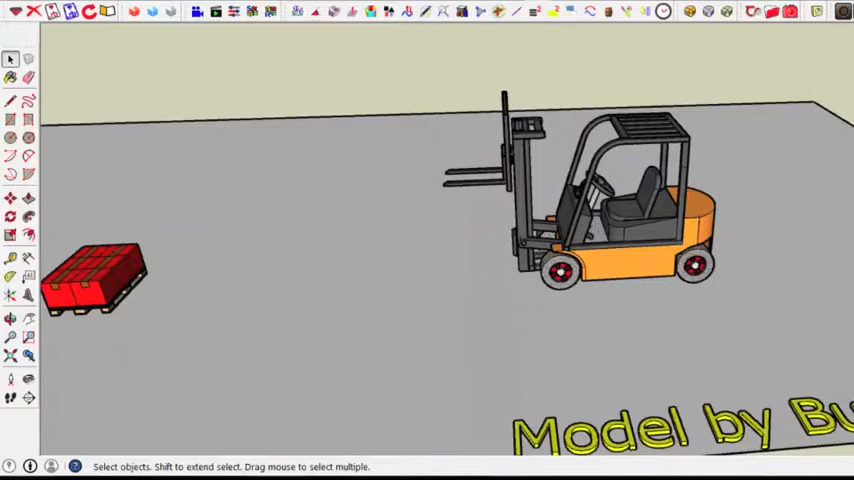 Model by Bu
Select objects. Shift to extend select. Drag mouse to select multiple.